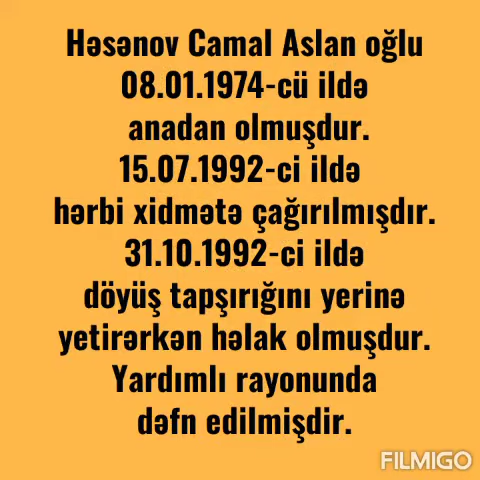 Həsənov Camal Aslan oğlu
08.01.1974-cü ildə
anadan olmuşdur.
15.07.1992-ci ildə
hərbi xidmətə çağırılmışdır.
31.10.1992-ci ildə
döyüş tapşırığını yerinə
yetirərkən həlak olmuşdur.
Yardımlı rayonunda
dəfn edilmişdir.
FILMIGO